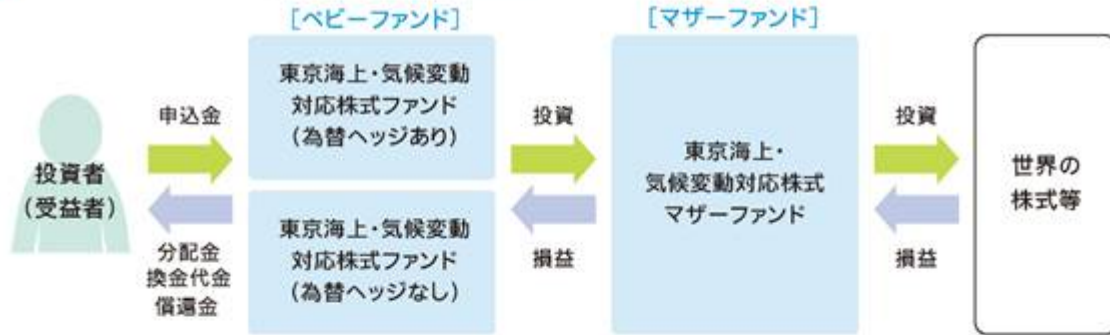 ［ベビーファンド］
［マザーファンド］
投資者
（受益者）
申込金
分配金
換金代金
償還金
東京海上・気候変動
対応株式ファンド
（為替ヘッジあり）
東京海上・気候変動
対応株式ファンド
（為替ヘッジなし）
投資
損益
東京海上・
気候変動対応株式
マザーファンド
投資
損益
世界の
株式等